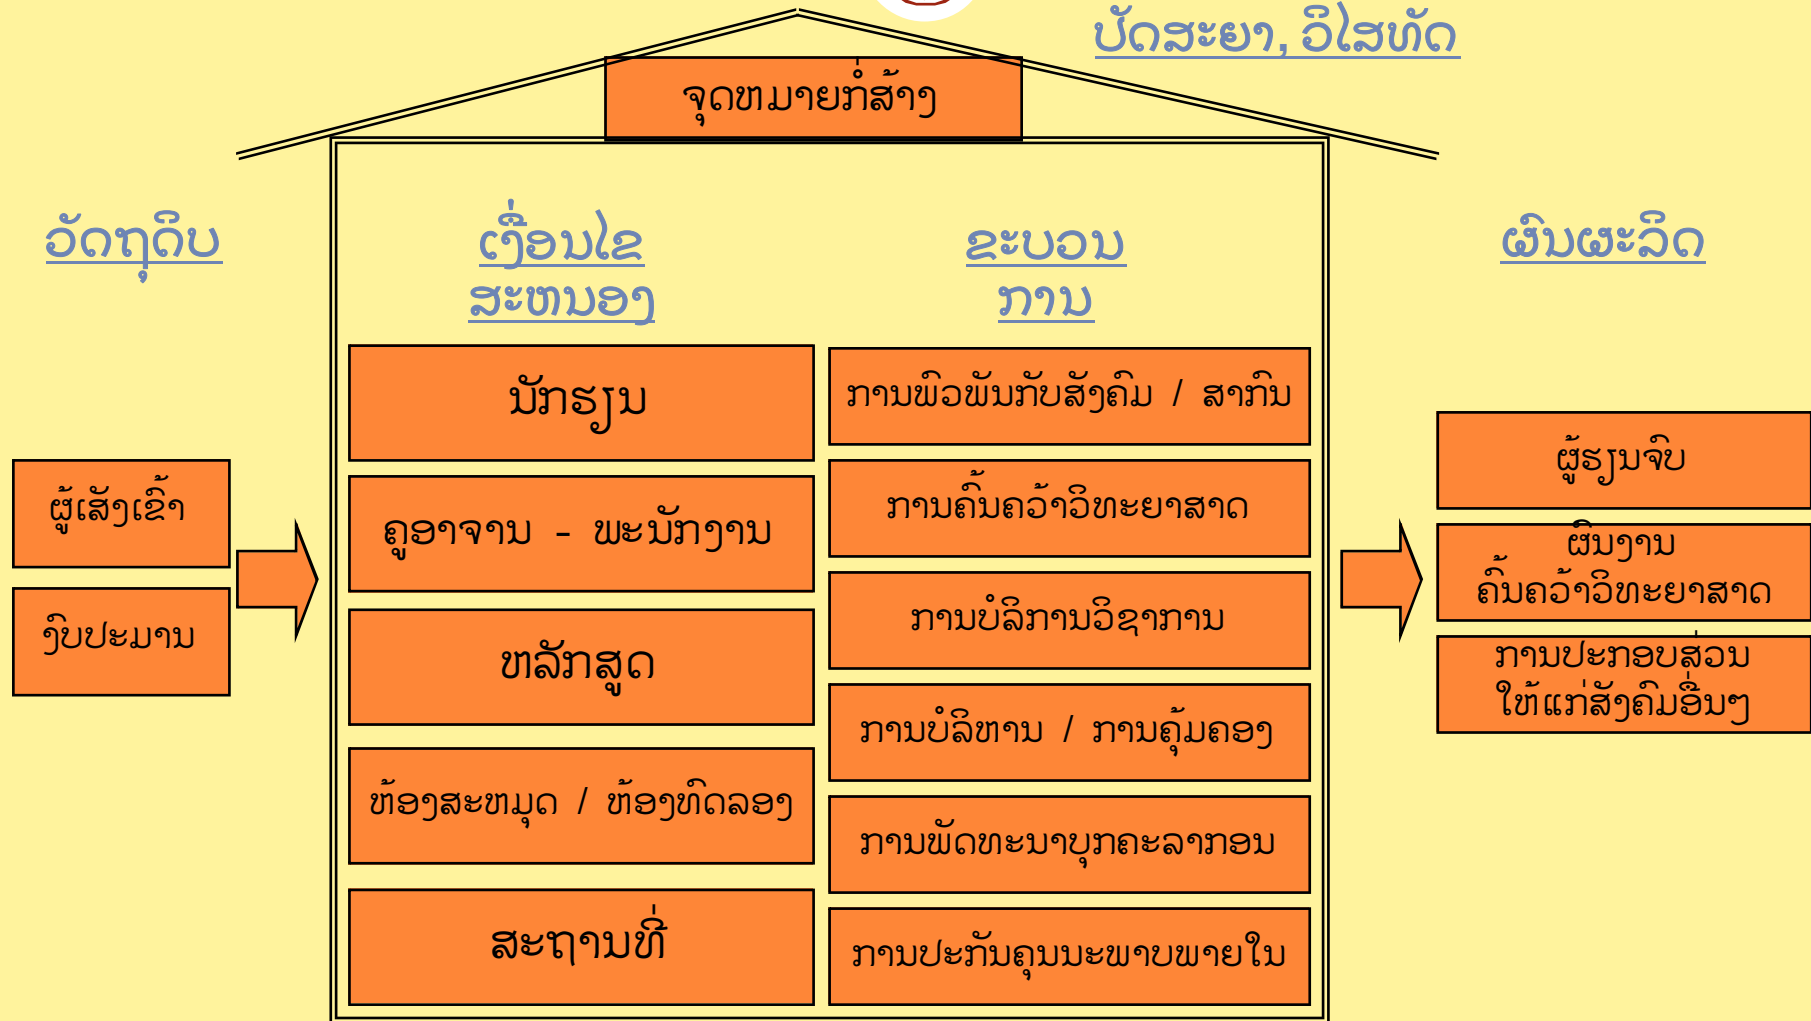 ປັດສະຍາ, ວິໄສທັດ
ຈຸດຫມາຍກໍ່ສ້າງ
ວັດຖຸດິບ
ຜູ້ເສັງເຂົ້າ
ງົບປະມານ
ເງື່ອນໄຂ
ສະຫນອງ
ນັກຮຽນ
ຄູອາຈານ - ພະນັກງານ
ຫລັກສູດ
ຫ້ອງສະຫມຸດ / ຫ້ອງທົດລອງ
ສະຖານທີ່
ຂະບວນ
ການ
ການພົວພັນກັບສັງຄົມ / ສາກົນ
ການຄົ້ນຄວ້າວິທະຍາສາດ
ການບໍລິການວິຊາການ
ການບໍລິຫານ / ການຄຸ້ມຄອງ
ການພັດທະນາບຸກຄະລາກອນ
ການປະກັນຄຸນນະພາບພາຍໃນ
ຜົນຜະລິດ
ຜູ້ຮຽນຈົບ
ຜົນງານ
ຄົ້ນຄວ້າວິທະຍາສາດ
ການປະກອບສ່ວນ
ໃຫ້ແກ່ສັງຄົມອື່ນໆ